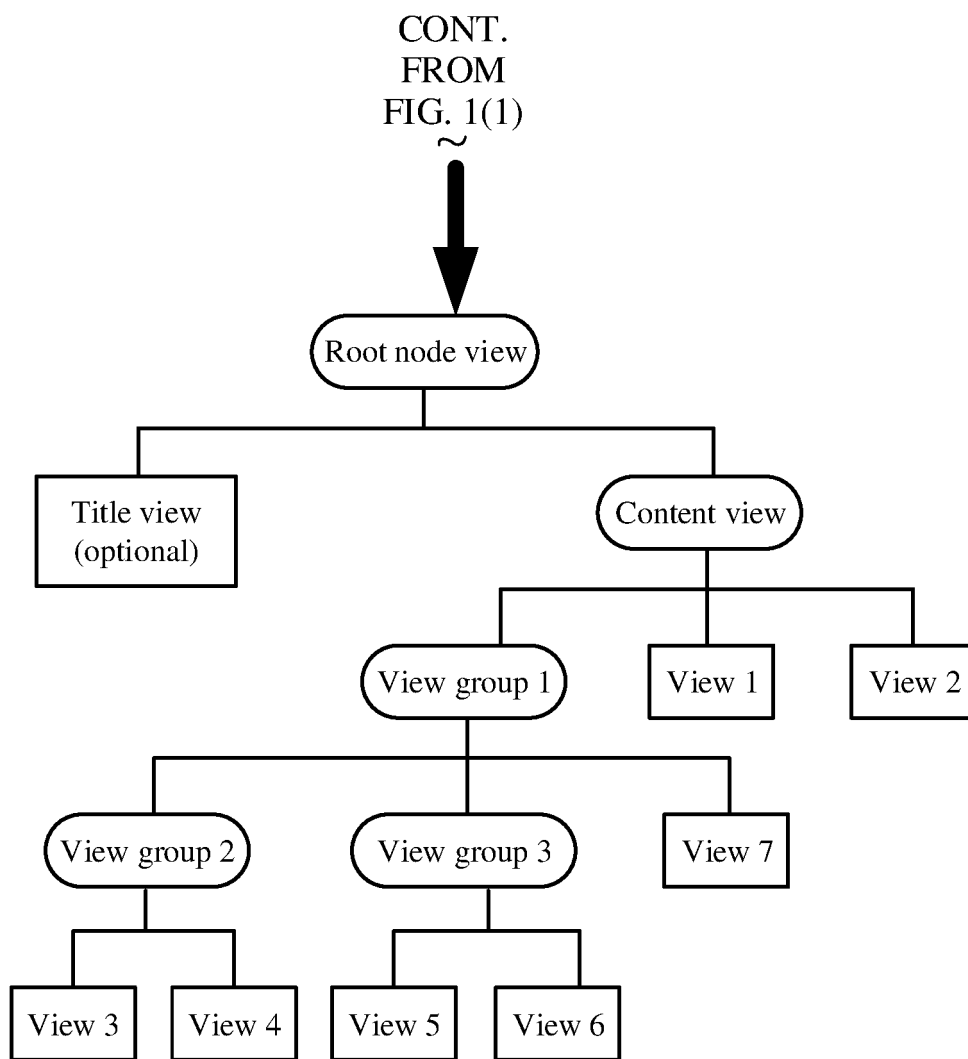 CONT.
FROM
FIG. 1(1)
~
Root node view
Title view
(optional)
Content view
View group 1
View 1
View 2
View group 2
View group 3
View 7
View 3
View 4
View 5
View 6